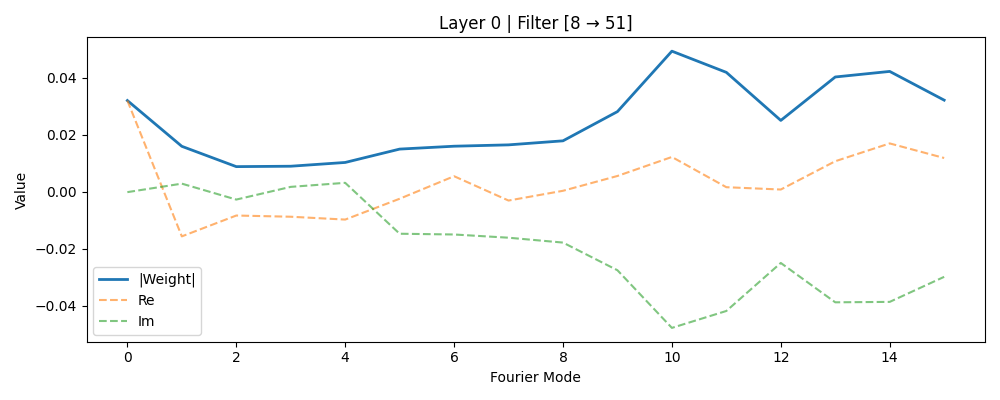 Layer 0 | Filter [8 → 51]
Value
0.04
0.02
0.00
−0.02
−0.04
|Weight|
Re
Im
0 2 4 6 8 10 12 14
Fourier Mode